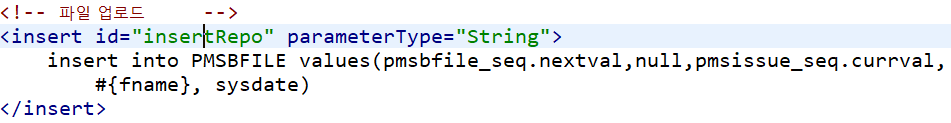 <!-- 파일 업로드 -->
<insert id="insertRepo" parameterType="String">
insert into PMSBFILE values(pmsbfile_seq.nextval,null,pmsissue_seq.currval,
#{fname}, sysdate)
</insert>